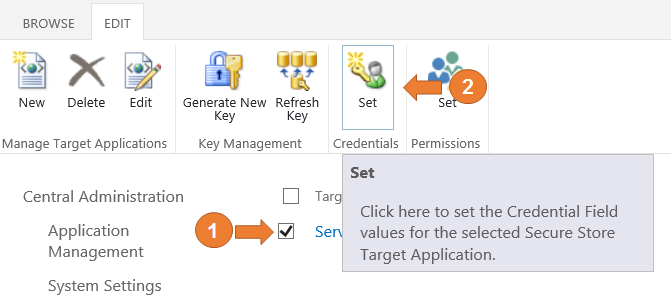 BROWSE EDIT
New Delete Edit Generate New Key Refresh Key Set Set
2
Manage Target Applications Key Management Credentials Permissions
Set
Click here to set the Credential Field
values for the selected Secure Store
Target Application.
Central Administration
Targ
1
Serv
Application
Management
System Settings